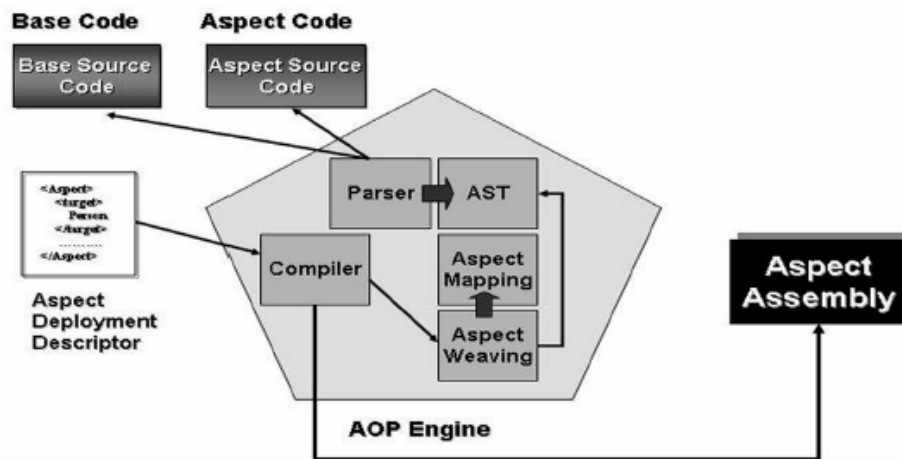 Base Code
Aspect Code
Base Source
Code
Aspect Source
Code
Parser
AST
<Aspect>
<target>
Person
</target>
..........
</Aspect>
Compiler
Aspect
Mapping
Aspect
Assembly
Aspect
Deployment
Descriptor
Aspect
Weaving
AOP Engine